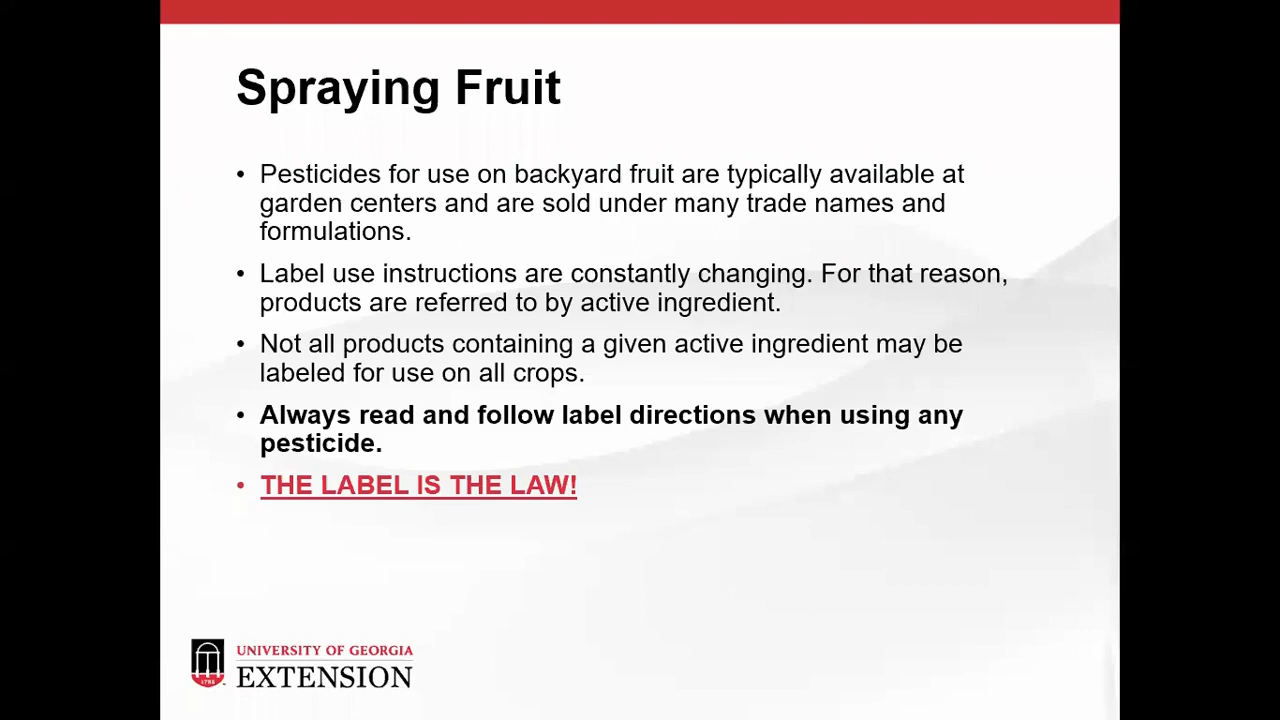 Spraying Fruit
• Pesticides for use on backyard fruit are typically available at
garden centers and are sold under many trade names and
formulations.
• Label use instructions are constantly changing. For that reason,
products are referred to by active ingredient.
• Not all products containing a given active ingredient may be
labeled for use on all crops.
• Always read and follow label directions when using any
pesticide.
• THE LABEL IS THE LAW!
1785
UNIVERSITY OF GEORGIA
EXTENSION